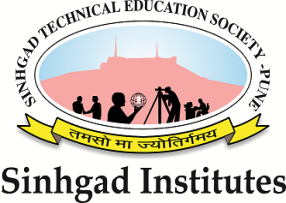 SINHGAD TECHNICAL EDUCATION SOCIETY - PUNE
तमसो मा ज्योतिर्गमय
Sinhgad Institutes